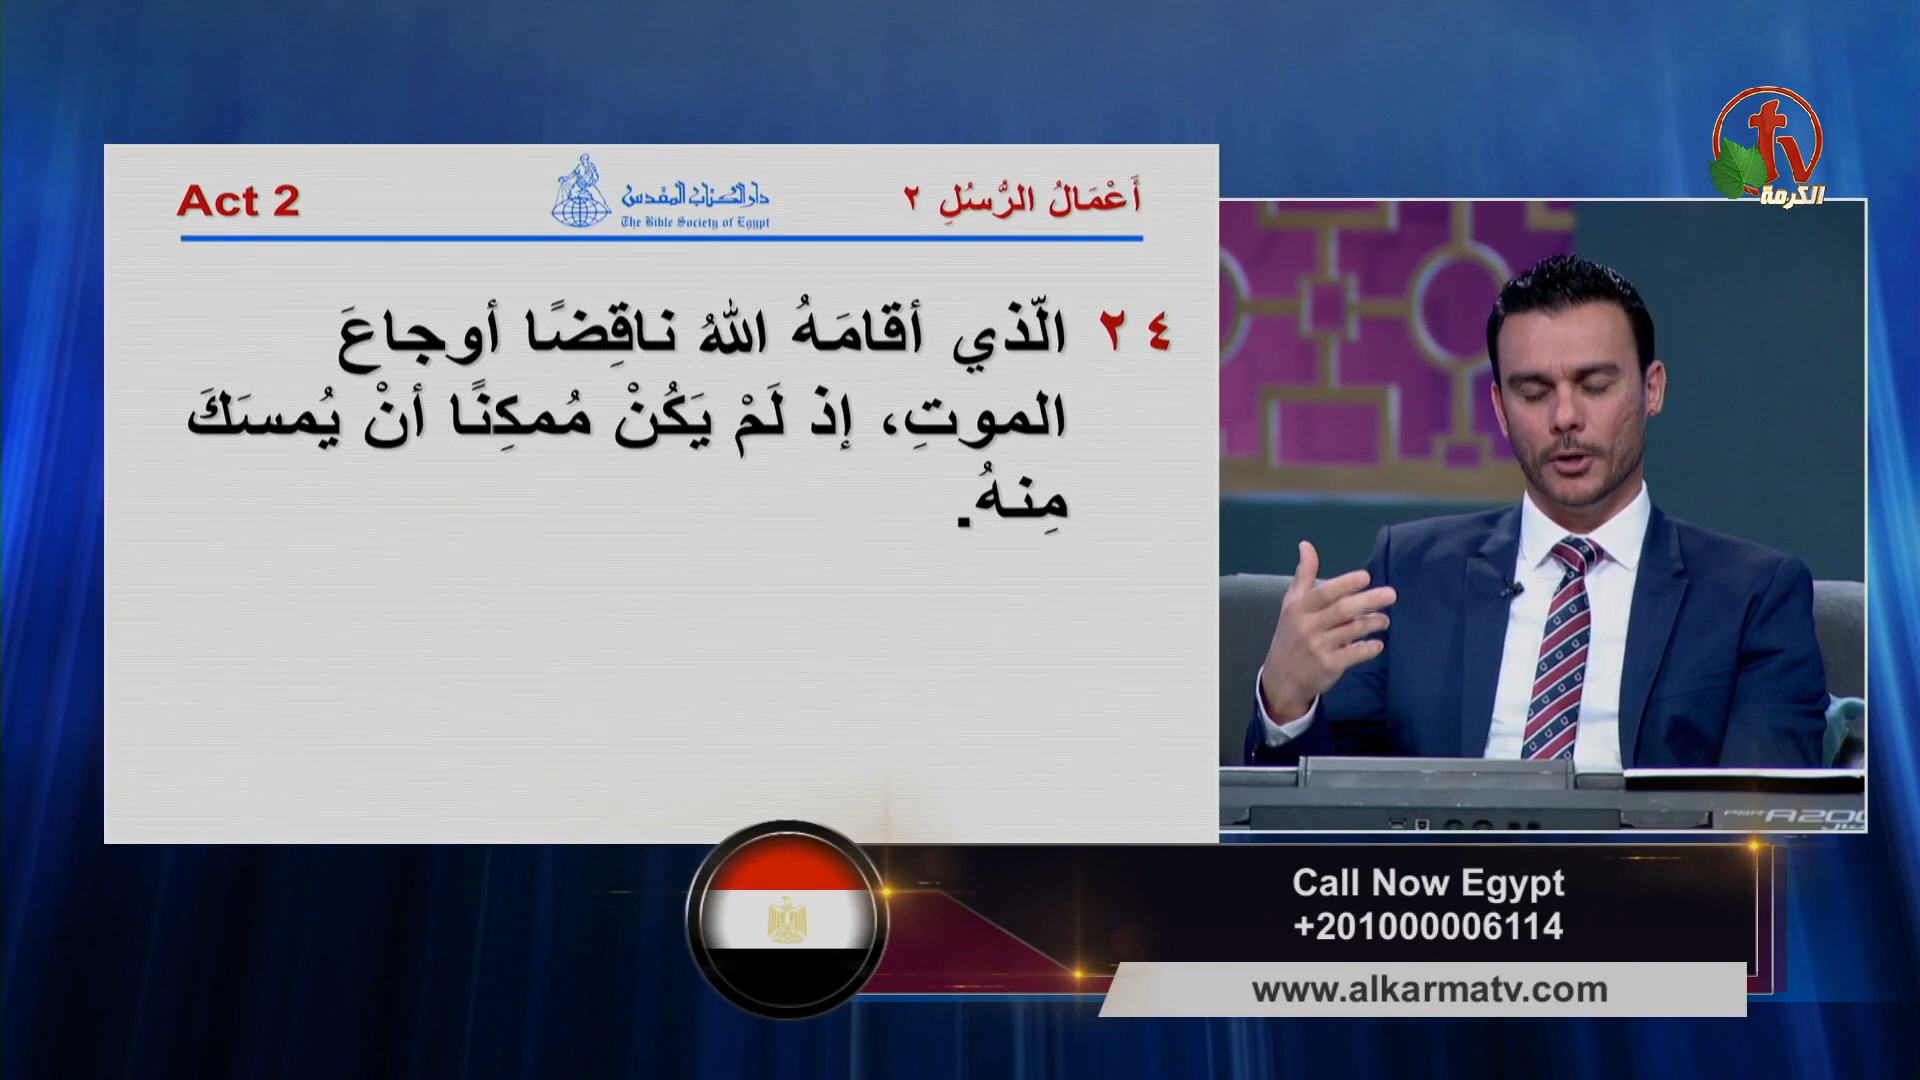 tv
الكرمة
Act 2
دار الكتاب المقدس
The Bible Society of Egypt
أَعْمَالُ الرُّسُلِ ٢
٢٤ الّذي أقامَهُ اللهُ ناقِضًا أوجاعَ
الموتِ، إذ لَمْ يَكُنْ مُمكِنًا أنْ يُمسَكَ
مِنهُ.
Call Now Egypt
+201000006114
www.alkarmatv.com